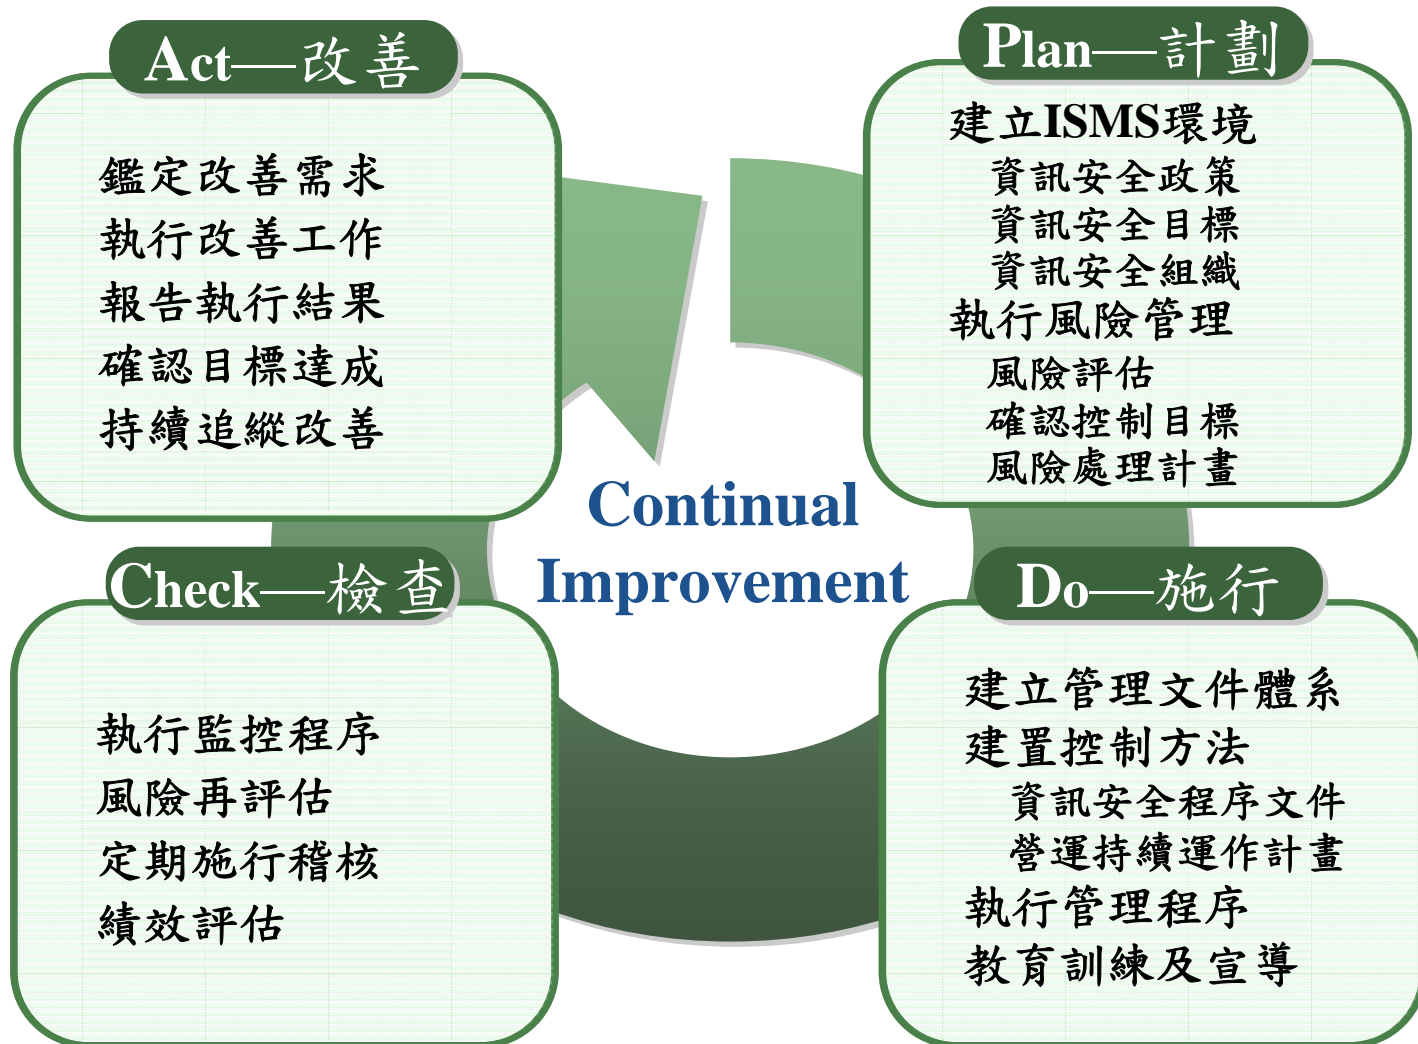 Act—改善
鑑定改善需求
執行改善工作
報告執行結果
確認目標達成
持續追縱改善
Plan—計劃
建立ISMS環境
資訊安全政策
資訊安全目標
資訊安全組織
執行風險管理
風險評估
確認控制目標
風險處理計畫
Continual
Improvement
Check—檢查
執行監控程序
風險再評估
定期施行稽核
績效評估
Do—施行
建立管理文件體系
建置控制方法
資訊安全程序文件
營運持續運作計畫
執行管理程序
教育訓練及宣導